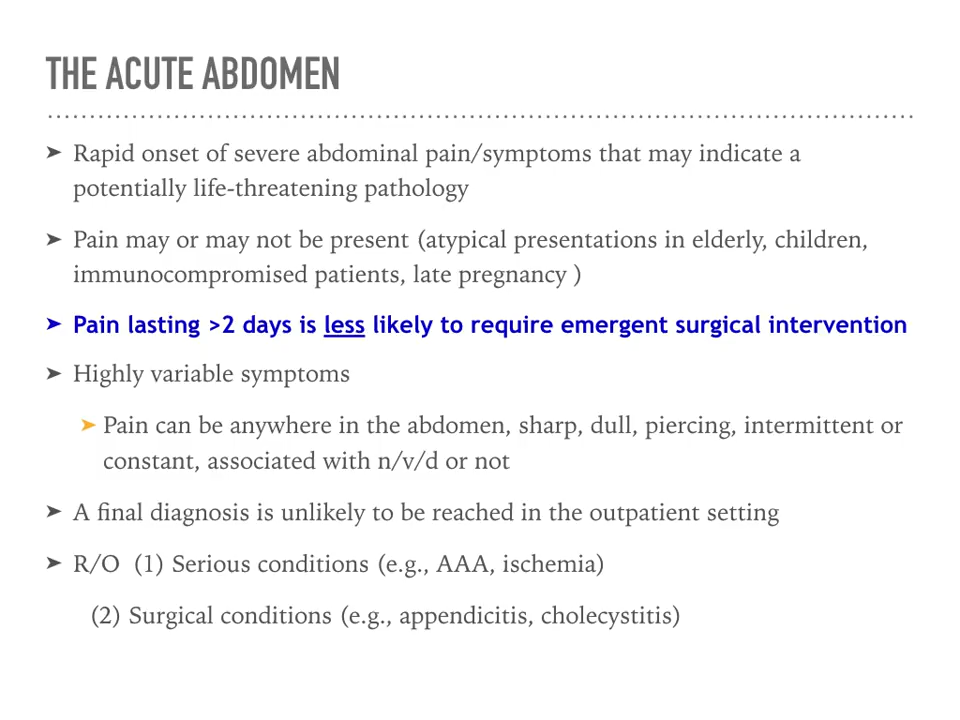 THE ACUTE ABDOMEN
➤ Rapid onset of severe abdominal pain/symptoms that may indicate a
potentially life-threatening pathology
➤ Pain may or may not be present (atypical presentations in elderly, children,
immunocompromised patients, late pregnancy )
➤ Pain lasting >2 days is less likely to require emergent surgical intervention
➤ Highly variable symptoms
➤ Pain can be anywhere in the abdomen, sharp, dull, piercing, intermittent or
constant, associated with n/v/d or not
➤ A final diagnosis is unlikely to be reached in the outpatient setting
➤ R/O (1) Serious conditions (e.g., AAA, ischemia)
(2) Surgical conditions (e.g., appendicitis, cholecystitis)